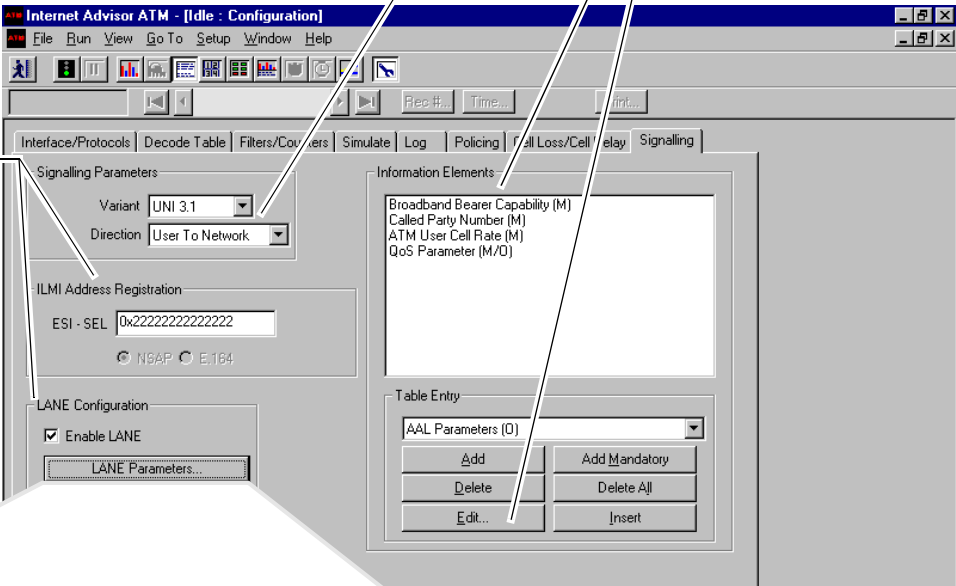 Internet Advisor ATM - [Idle : Configuration]
File Run View Go To Setup Window Help
Rec #... Time... Print...
Interface/Protocols Decode Table Filters/Counters Simulate Log Policing Cell Loss/Cell Delay Signalling
Signalling Parameters
Variant UNI 3.1
Direction User To Network
ILMI Address Registration
ESI - SEL 0x22222222222222
NSAP E.164
LANE Configuration
Enable LANE
LANE Parameters...
Information Elements
Broadband Bearer Capability (M)
Called Party Number (M)
ATM User Cell Rate (M)
QoS Parameter (M/O)
Table Entry
AAL Parameters (O)
Add Add Mandatory
Delete Delete All
Edit... Insert